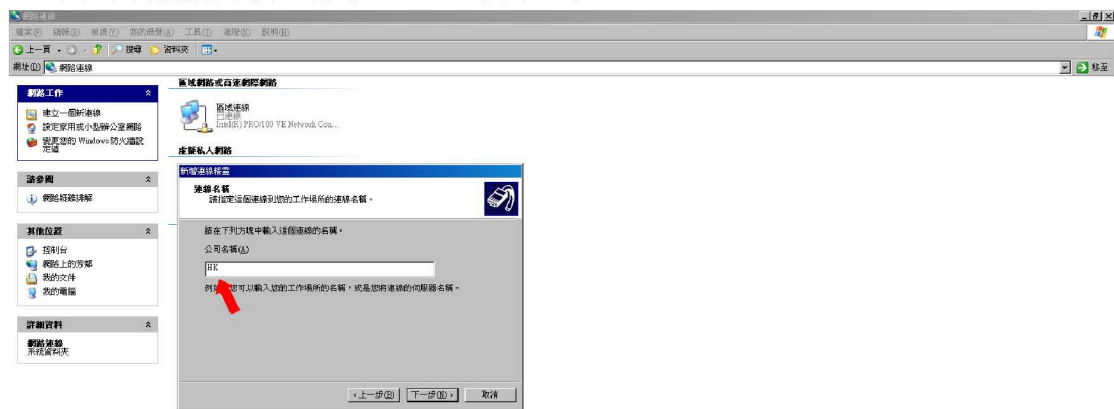 網路連線
檔案(F) 編輯(E) 檢視(V) 我的最愛(A) 工具(T) 進階(N) 說明(H)
上一頁 搜尋 資料夾
網址(D) 網路連線 移至
網路工作
建立一個新連線
設定家用或小型辦公室網路
變更您的 Windows 防火牆設定值
請參閱
網路疑難排解
其他位置
控制台
網路上的芳鄰
我的文件
我的電腦
詳細資料
網路連線
系統資料夾
區域網路或高速網際網路
區域連線
已連線
Intel(R) PRO/100 VE Network Con...
虛擬私人網路
新增連線精靈
連線名稱
請指定這個連線到您的工作場所的連線名稱。
請在下列方塊中輸入這個連線的名稱。
公司名稱(A)
HK
您可以輸入您的工作場所的名稱，或是您將連線的伺服器名稱。
<上一步(B) 下一步(N)> 取消